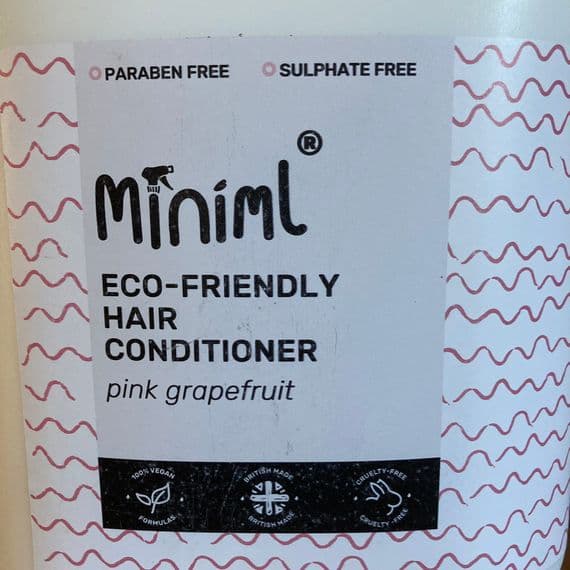 PARABEN FREE SULPHATE FREE
Miniml®
ECO-FRIENDLY
HAIR
CONDITIONER
pink grapefruit
100% VEGAN BRITISH MADE CRUELTY-FREE
FORMULAS BRITISH MADE CRUELTY-FREE